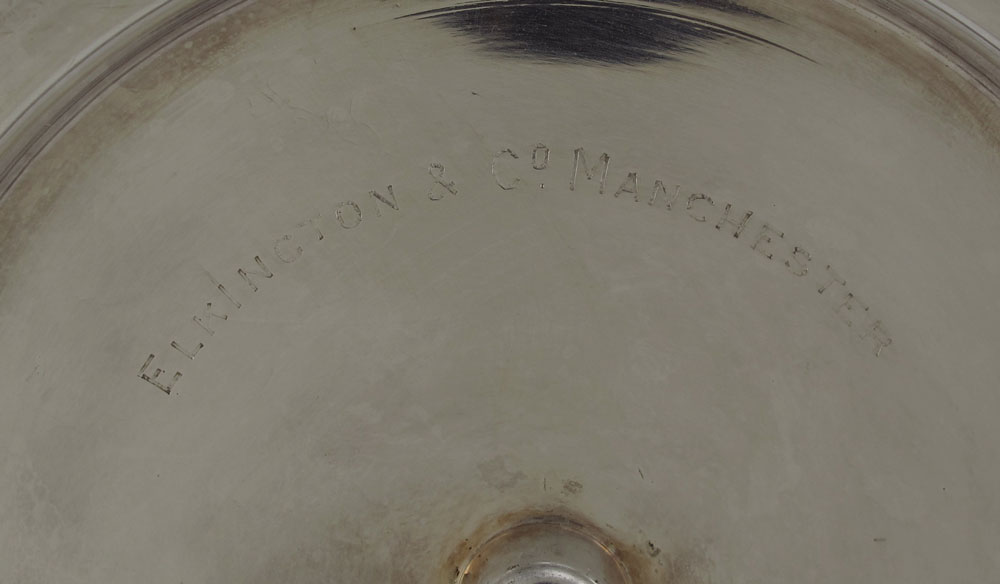 ELKINGTON & Cº. MANCHESTER